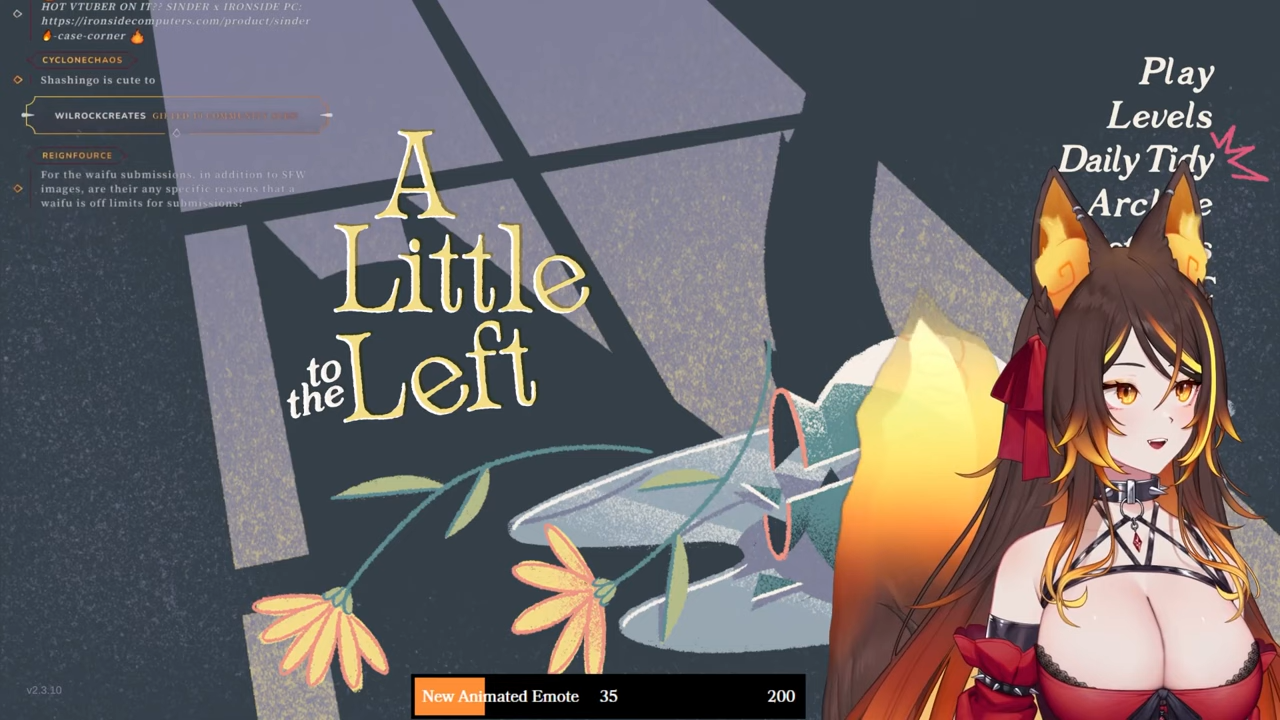 HOT VTUBER ON IT?? SINDER x IRONSIDE PC:
https://ironsidecomputers.com/product/sinder
-case-corner
CYCLONECHAOS
Shashingo is cute to
WILROCKCREATES GIFTED
REIGNFOURCE
For the waifu submissions, in addition to SFW
images, are their any specific reasons that a
waifu is off limits for submissions?
A
Little
to
the
Left
Play
Levels
Daily Tidy
New Animated Emote 35 200
v2.3.10